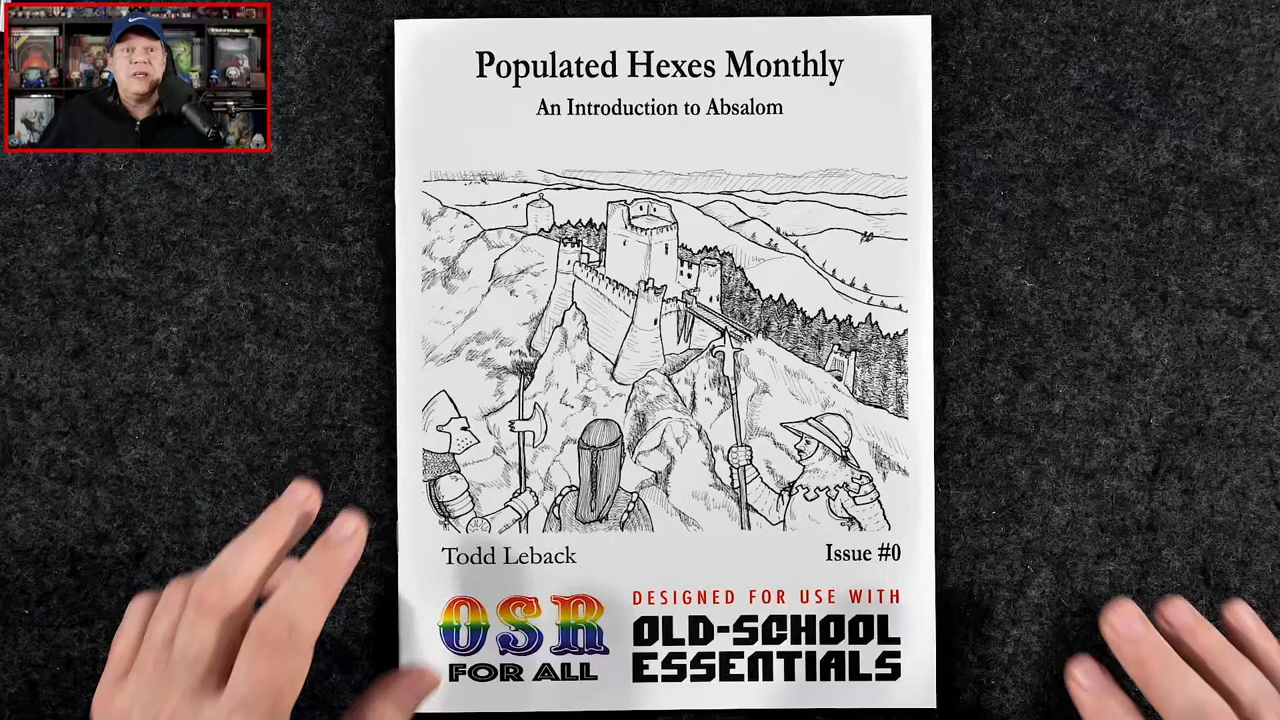 Populated Hexes Monthly
An Introduction to Absalom
Todd Leback
Issue #0
OSR
FOR ALL
DESIGNED FOR USE WITH
OLD-SCHOOL
ESSENTIALS